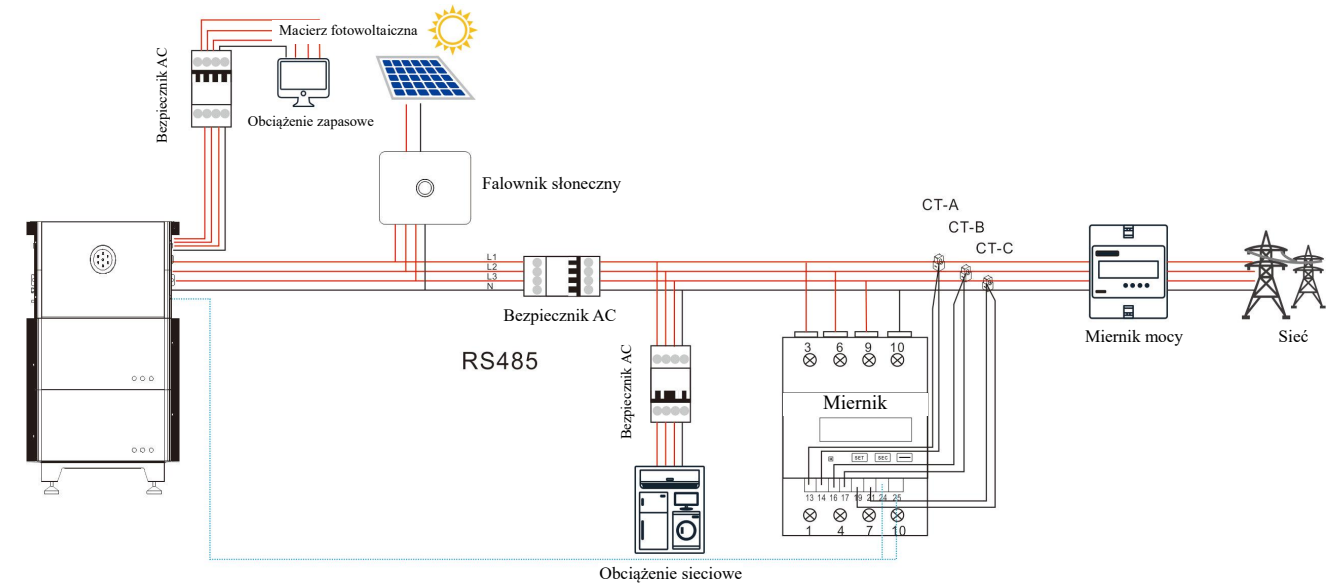 Macierz fotowoltaiczna
Bezpiecznik AC
Obciążenie zapasowe
Falownik słoneczny
CT-A
CT-B
CT-C
L1
L2
L3
N
Bezpiecznik AC
Miernik mocy
Sieć
RS485
Bezpiecznik AC
3 6 9 10
Miernik
SET SEC
13 14 16 17 19 21 24 25
1 4 7 10
Obciążenie sieciowe